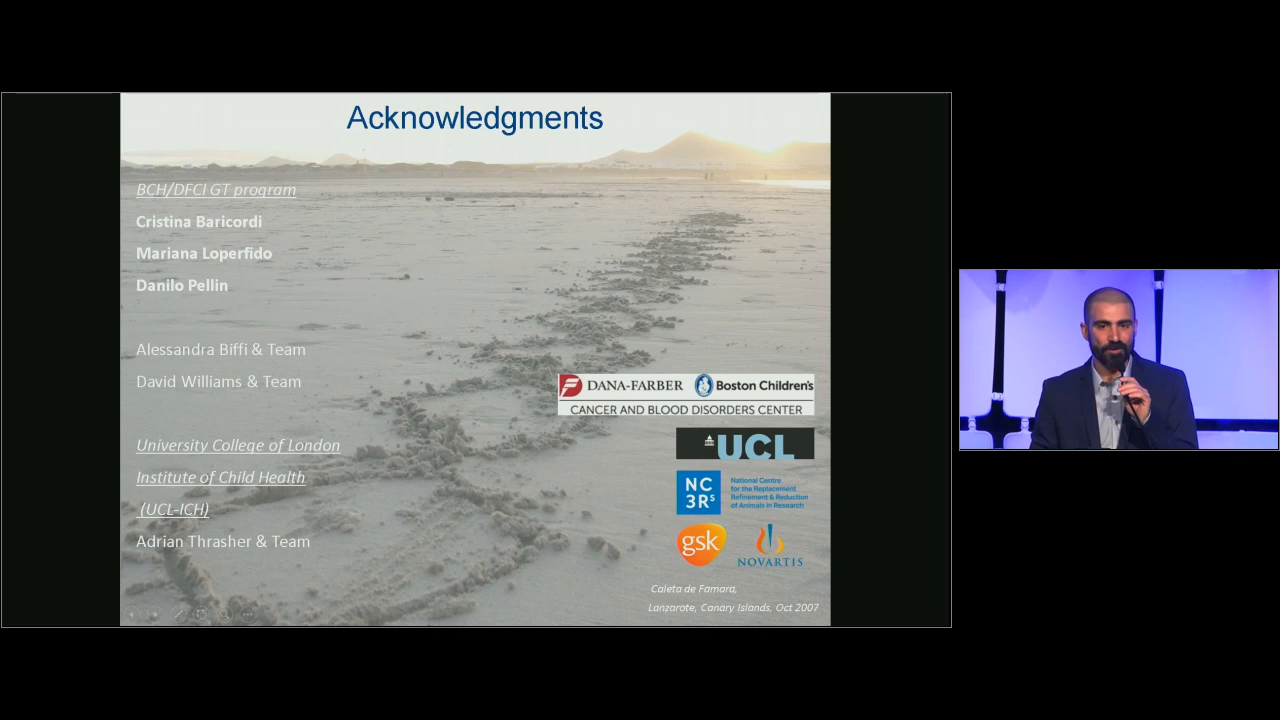 Acknowledgments
BCH/DFCI GT program
Cristina Baricordi
Mariana Loperfido
Danilo Pellin
Alessandra Biffi & Team
David Williams & Team
University College of London
Institute of Child Health
(UCL-ICH)
Adrian Thrasher & Team
DANA-FARBER Boston Children's
CANCER AND BLOOD DISORDERS CENTER
UCL
NC
3Rs
National Centre
for the Replacement
Refinement & Reduction
of Animals in Research
gsk
NOVARTIS
Caleta de Famara,
Lanzarote, Canary Islands, Oct 2007